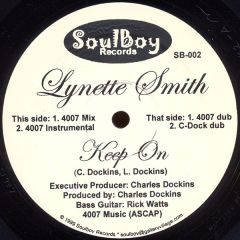 SoulBoy
Records
SB-002
Lynette Smith
This side: 1. 4007 Mix
2. 4007 Instrumental
That side: 1. 4007 dub
2. C-Dock dub
Keep On
(C. Dockins, L. Dockins)
Executive Producer: Charles Dockins
Produced by: Charles Dockins
Bass Guitar: Rick Watts
4007 Music (ASCAP)
Soulboy Records